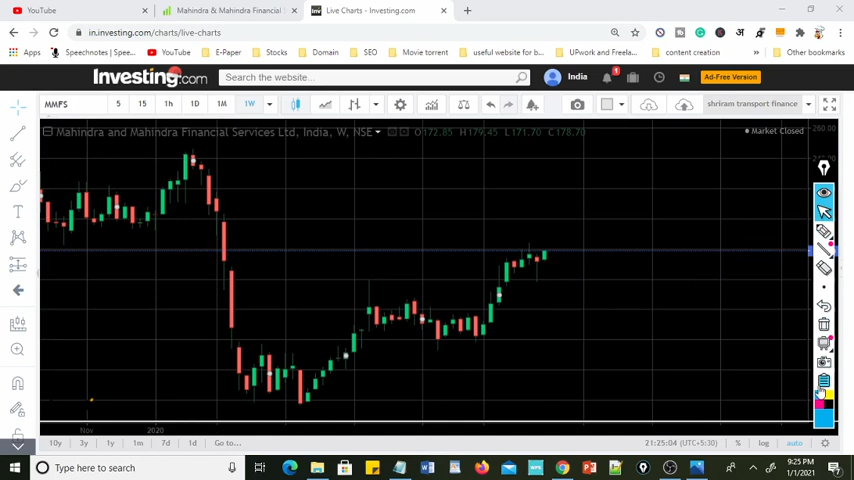 YouTube
Mahindra & Mahindra Financial S
Live Charts - Investing.com
in.investing.com/charts/live-charts
Apps
Speechnotes | Spee...
YouTube
E-Paper
Stocks
Domain
SEO
Movie torrent
useful website for b...
UPwork and Freela...
content creation
Other bookmarks
Investing.com
Search the website...
India
1
Ad-Free Version
MMFS
5
15
1h
1D
1M
1W
shriram transport finance
Mahindra and Mahindra Financial Services Ltd, India, W, NSE
O172.85 H179.45 L171.70 C178.70
Market Closed
260.00
Nov
2020
10y
3y
1y
1m
7d
1d
Go to...
21:25:04 (UTC+5:30)
%
log
auto
Type here to search
9:25 PM
1/1/2021